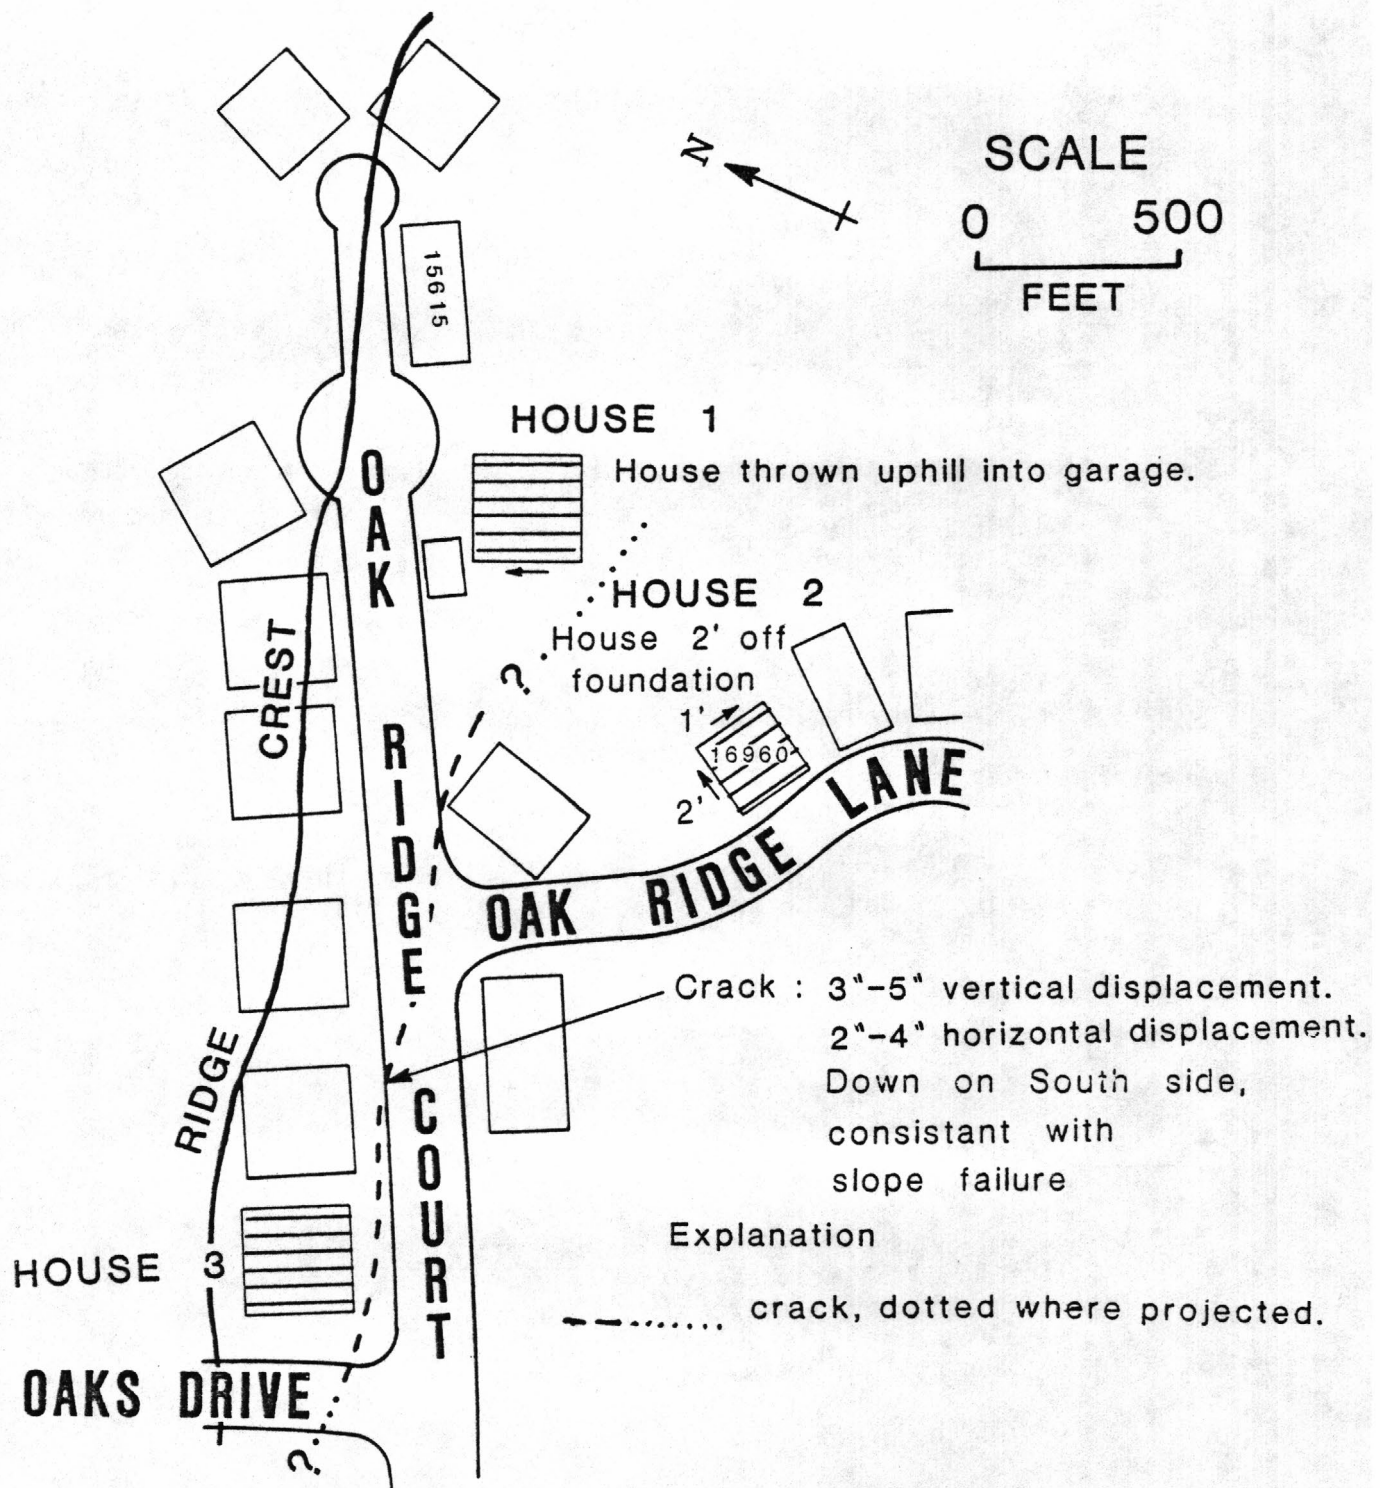 N
SCALE
0 500
FEET
15615
HOUSE 1
House thrown uphill into garage.
HOUSE 2
House 2' off
foundation
?
1'
16960
2'
OAK RIDGE COURT
OAK RIDGE LANE
RIDGE CREST
Crack : 3"-5" vertical displacement.
2"-4" horizontal displacement.
Down on South side,
consistant with
slope failure
Explanation
crack, dotted where projected.
HOUSE 3
OAKS DRIVE
?